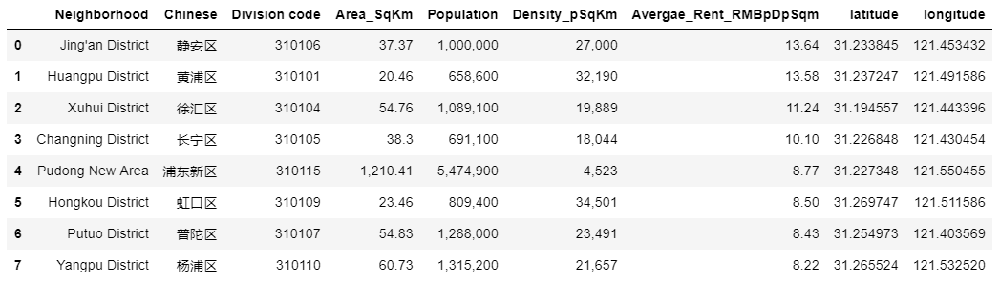 Neighborhood Chinese Division code Area_SqKm Population Density_pSqKm Avergae_Rent_RMBpDpSqm latitude longitude
0 Jing'an District 静安区 310106 37.37 1,000,000 27,000 13.64 31.233845 121.453432
1 Huangpu District 黄浦区 310101 20.46 658,600 32,190 13.58 31.237247 121.491586
2 Xuhui District 徐汇区 310104 54.76 1,089,100 19,889 11.24 31.194557 121.443396
3 Changning District 长宁区 310105 38.3 691,100 18,044 10.10 31.226848 121.430454
4 Pudong New Area 浦东新区 310115 1,210.41 5,474,900 4,523 8.77 31.227348 121.550455
5 Hongkou District 虹口区 310109 23.46 809,400 34,501 8.50 31.269747 121.511586
6 Putuo District 普陀区 310107 54.83 1,288,000 23,491 8.43 31.254973 121.403569
7 Yangpu District 杨浦区 310110 60.73 1,315,200 21,657 8.22 31.265524 121.532520